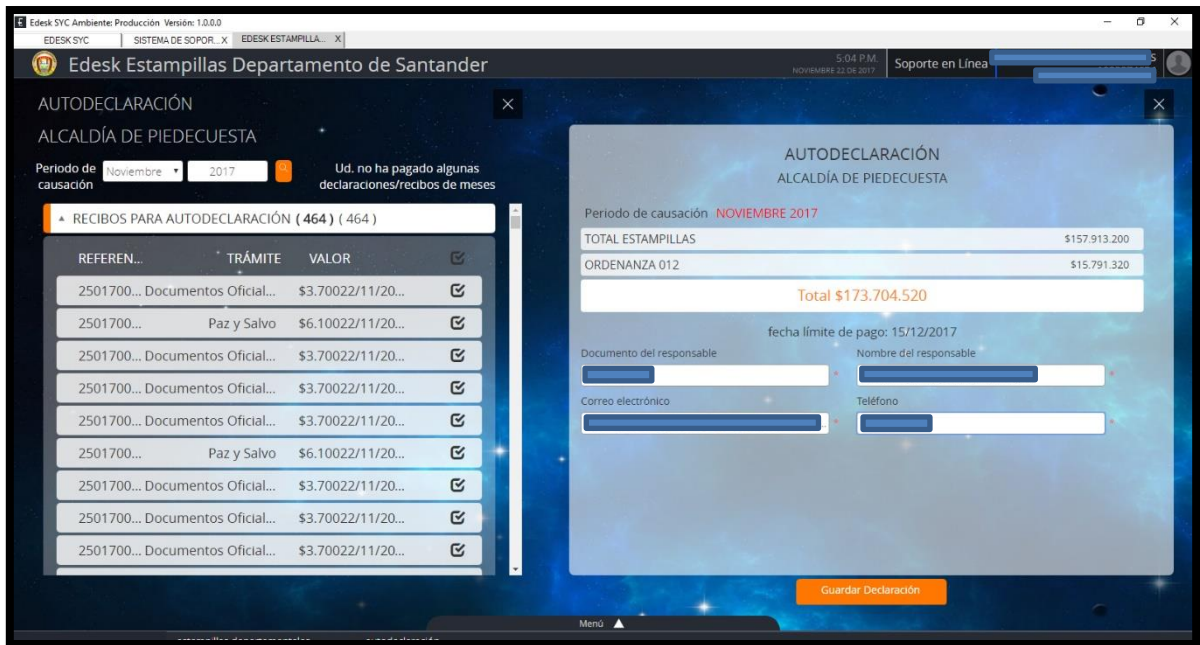 Edesk SYC Ambiente: Producción Versión: 1.0.0.0
EDESK SYC
SISTEMA DE SOPOR... X
EDESK ESTAMPILLA... X
Edesk Estampillas Departamento de Santander
5:04 P.M.
NOVIEMBRE 22 DE 2017
Soporte en Línea
S
AUTODECLARACIÓN
ALCALDÍA DE PIEDECUESTA
Periodo de causación
Noviembre
2017
Ud. no ha pagado algunas
declaraciones/recibos de meses
RECIBOS PARA AUTODECLARACIÓN ( 464 ) ( 464 )
REFEREN... TRÁMITE VALOR
2501700... Documentos Oficial... $3.70022/11/20...
2501700... Paz y Salvo $6.10022/11/20...
2501700... Documentos Oficial... $3.70022/11/20...
2501700... Documentos Oficial... $3.70022/11/20...
2501700... Documentos Oficial... $3.70022/11/20...
2501700... Paz y Salvo $6.10022/11/20...
2501700... Documentos Oficial... $3.70022/11/20...
2501700... Documentos Oficial... $3.70022/11/20...
2501700... Documentos Oficial... $3.70022/11/20...
AUTODECLARACIÓN
ALCALDÍA DE PIEDECUESTA
Periodo de causación NOVIEMBRE 2017
TOTAL ESTAMPILLAS $157.913.200
ORDENANZA 012 $15.791.320
Total $173.704.520
fecha límite de pago: 15/12/2017
Documento del responsable
Nombre del responsable
*
*
Correo electrónico
Teléfono
*
*
Guardar Declaración
Menú